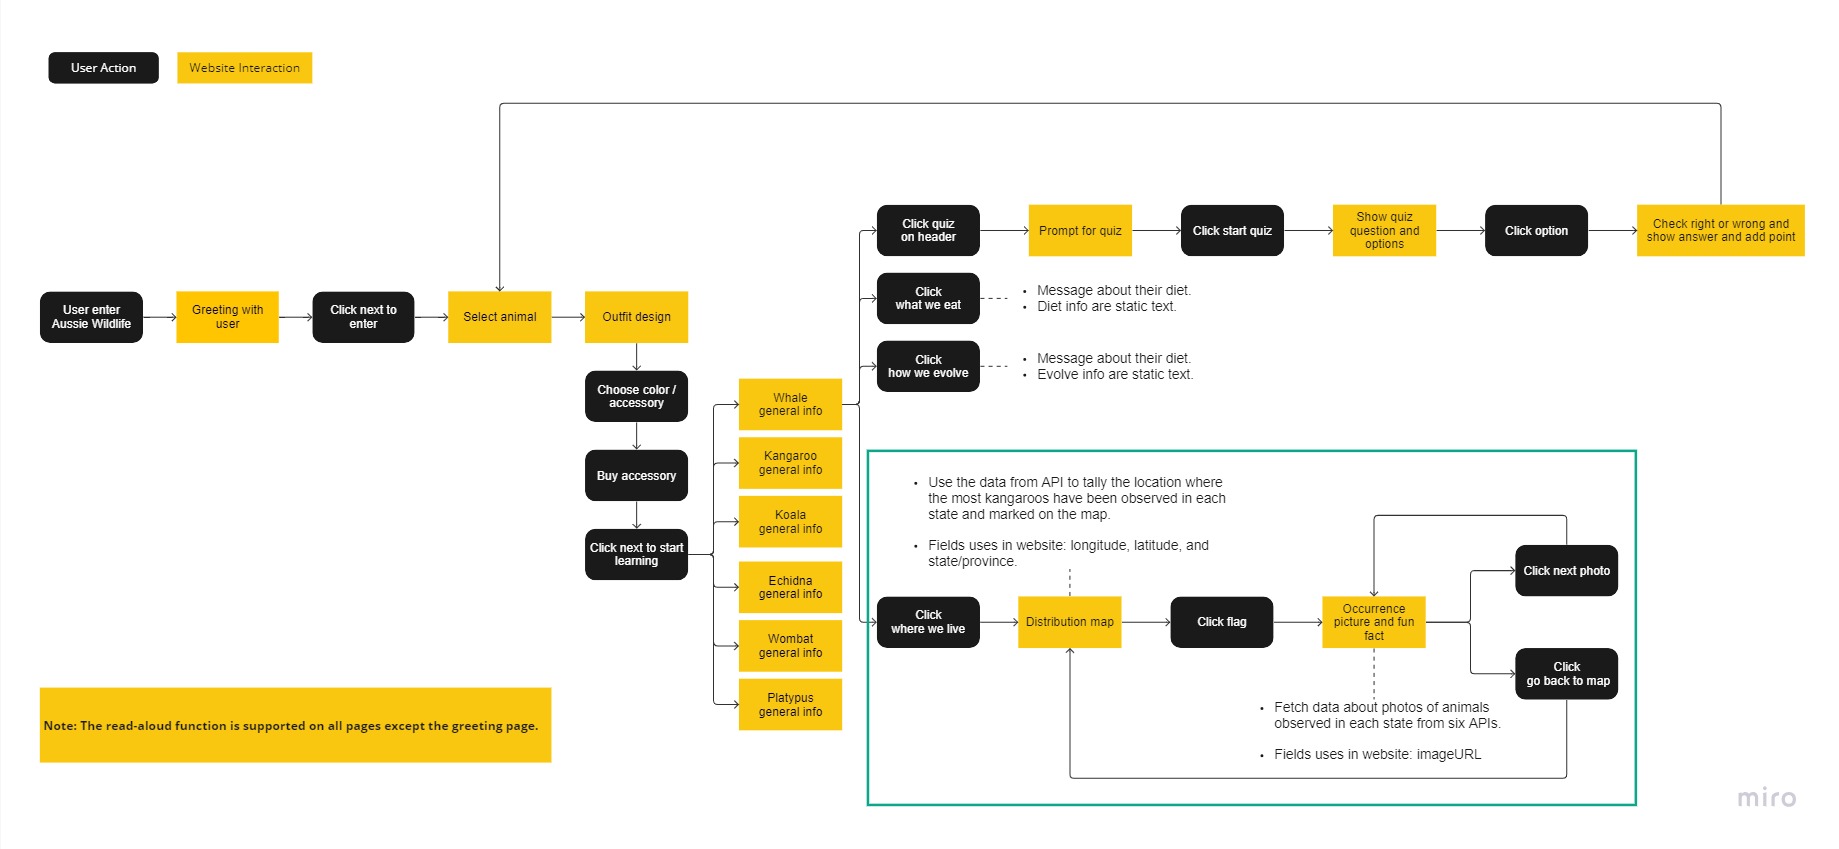 User Action
Website Interaction
Click quiz
on header
Prompt for quiz
Click start quiz
Show quiz
question and
options
Click option
Check right or wrong and
show answer and add point
User enter
Aussie Wildlife
Greeting with
user
Click next to
enter
Select animal
Outfit design
Click
what we eat
• Message about their diet.
• Diet info are static text.
Click
how we evolve
• Message about their diet.
• Evolve info are static text.
Choose color /
accessory
Buy accessory
Click next to start
learning
Whale
general info
Kangaroo
general info
Koala
general info
Echidna
general info
Wombat
general info
Platypus
general info
• Use the data from API to tally the location where
the most kangaroos have been observed in each
state and marked on the map.
• Fields uses in website: longitude, latitude, and
state/province.
Click
where we live
Distribution map
Click flag
Occurrence
picture and fun
fact
Click next photo
Click
go back to map
• Fetch data about photos of animals
observed in each state from six APIs.
• Fields uses in website: imageURL
Note: The read-aloud function is supported on all pages except the greeting page.
miro